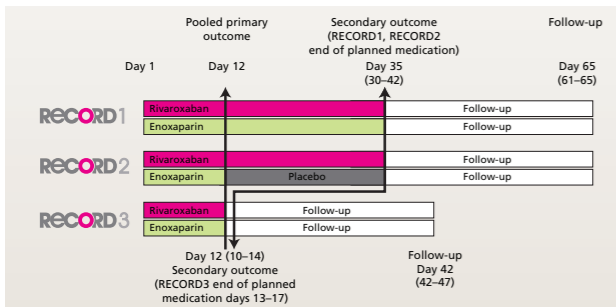 Pooled primary
outcome
Secondary outcome
(RECORD1, RECORD2
end of planned medication)
Follow-up
Day 1
Day 12
Day 35
(30–42)
Day 65
(61–65)
RECORD1
Rivaroxaban
Follow-up
Enoxaparin
Follow-up
RECORD2
Rivaroxaban
Follow-up
Enoxaparin
Placebo
Follow-up
RECORD3
Rivaroxaban
Follow-up
Enoxaparin
Follow-up
Day 12 (10–14)
Secondary outcome
(RECORD3 end of planned
medication days 13–17)
Follow-up
Day 42
(42–47)